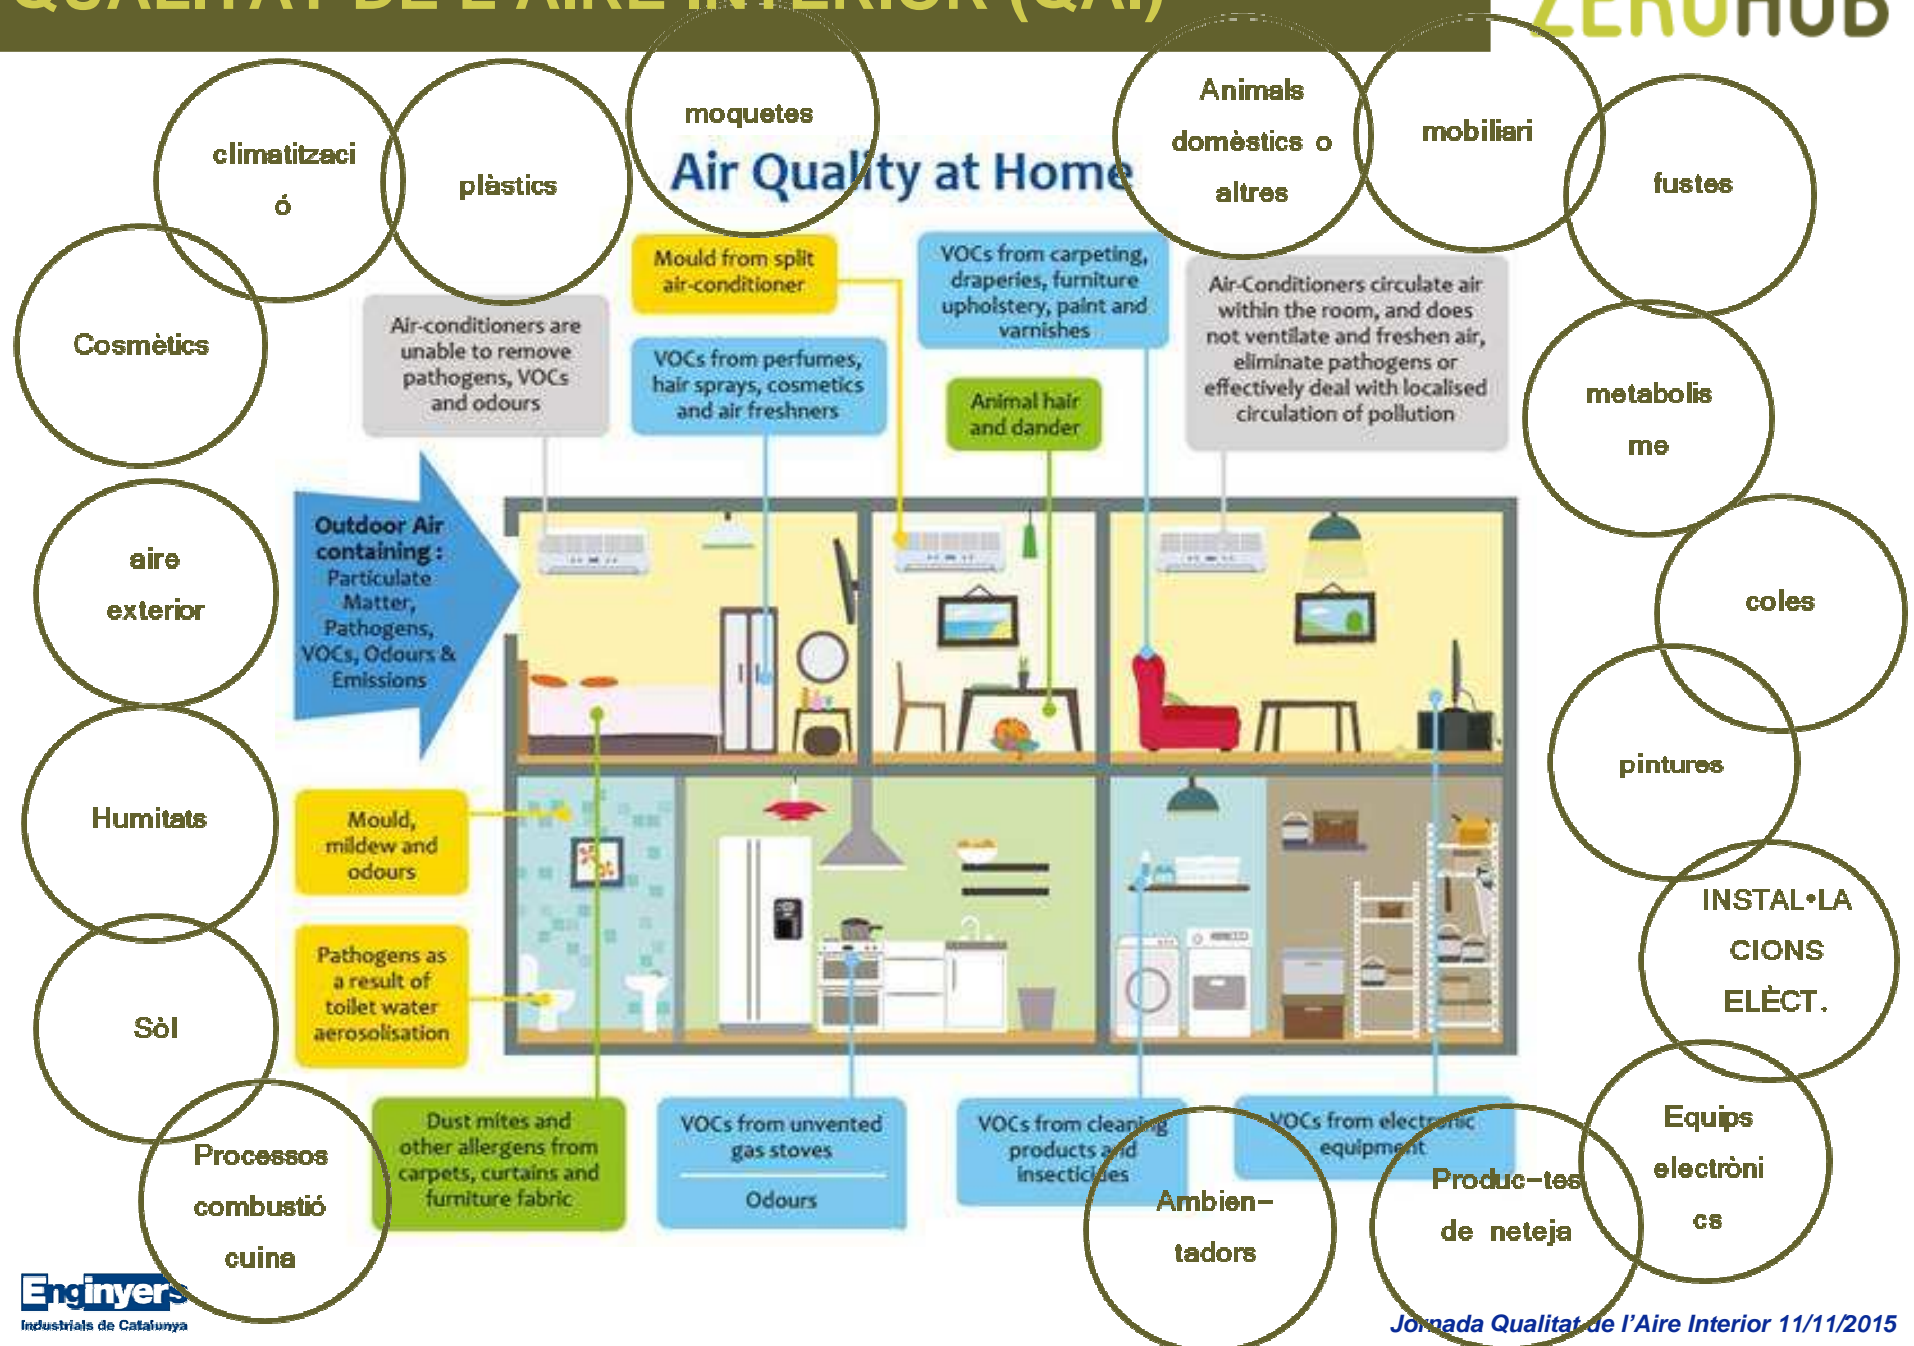 QUALITAT DE L'AIRE INTERIOR (QAI)
ZEROHUB
moquetes
Animals
domèstics o
altres
mobiliari
fustes
climatitzaci
ó
plàstics
Air Quality at Home
Cosmètics
Air-conditioners are
unable to remove
pathogens, VOCs
and odours
Mould from split
air-conditioner
VOCs from perfumes,
hair sprays, cosmetics
and air freshners
VOCs from carpeting,
draperies, furniture
upholstery, paint and
varnishes
Animal hair
and dander
Air-Conditioners circulate air
within the room, and does
not ventilate and freshen air,
eliminate pathogens or
effectively deal with localised
circulation of pollution
metabolis
me
aire
exterior
Outdoor Air
containing :
Particulate
Matter,
Pathogens,
VOCs, Odours &
Emissions
coles
pintures
Humitats
Mould,
mildew and
odours
INSTAL•LA
CIONS
ELÈCT.
Sòl
Pathogens as
a result of
toilet water
aerosolisation
Processos
combustió
cuina
Dust mites and
other allergens from
carpets, curtains and
furniture fabric
VOCs from unvented
gas stoves
Odours
VOCs from cleaning
products and
insecticides
VOCs from electronic
equipment
Ambien-
tadors
Produc-tes
de neteja
Equips
electròni
cs
Enginyers
Industrials de Catalunya
Jornada Qualitat de l'Aire Interior 11/11/2015